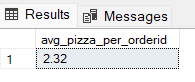 Results Messages
avg_pizza_per_orderid
1 2.32